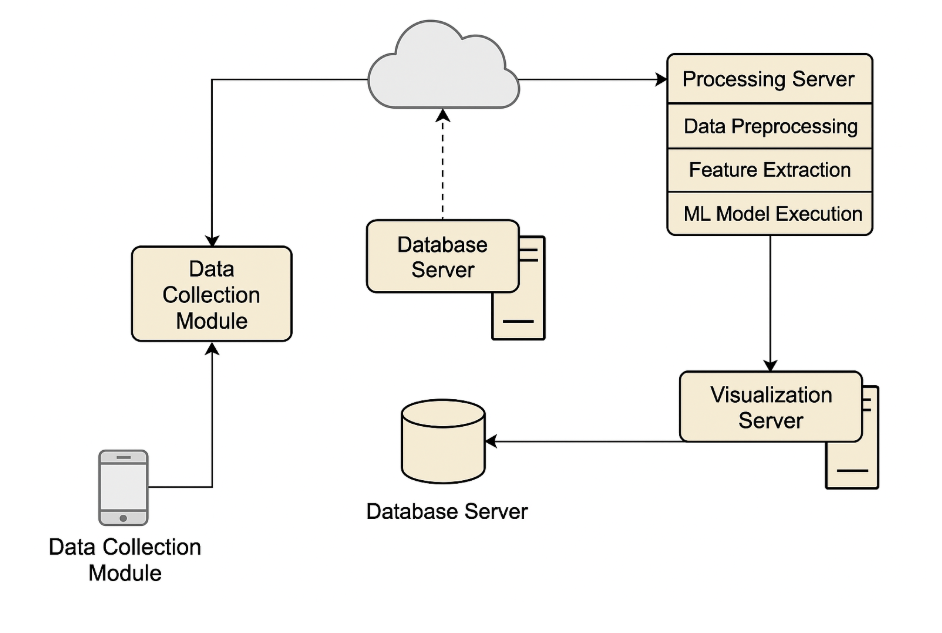 Processing Server
Data Preprocessing
Feature Extraction
ML Model Execution
Database
Server
Data
Collection
Module
Visualization
Server
Database Server
Data Collection
Module